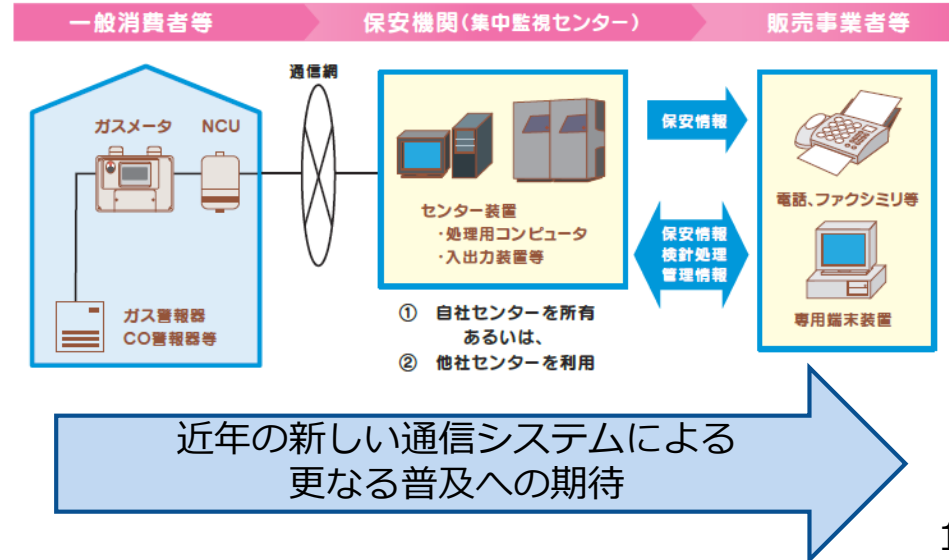 一般消費者等
保安機関(集中監視センター)
販売事業者等
通信網
ガスメータ
NCU
ガス警報器
CO警報器等
センター装置
・処理用コンピュータ
・入出力装置等
① 自社センターを所有
あるいは、
② 他社センターを利用
保安情報
保安情報
検針処理
管理情報
電話、ファクシミリ等
専用端末装置
近年の新しい通信システムによる
更なる普及への期待
1